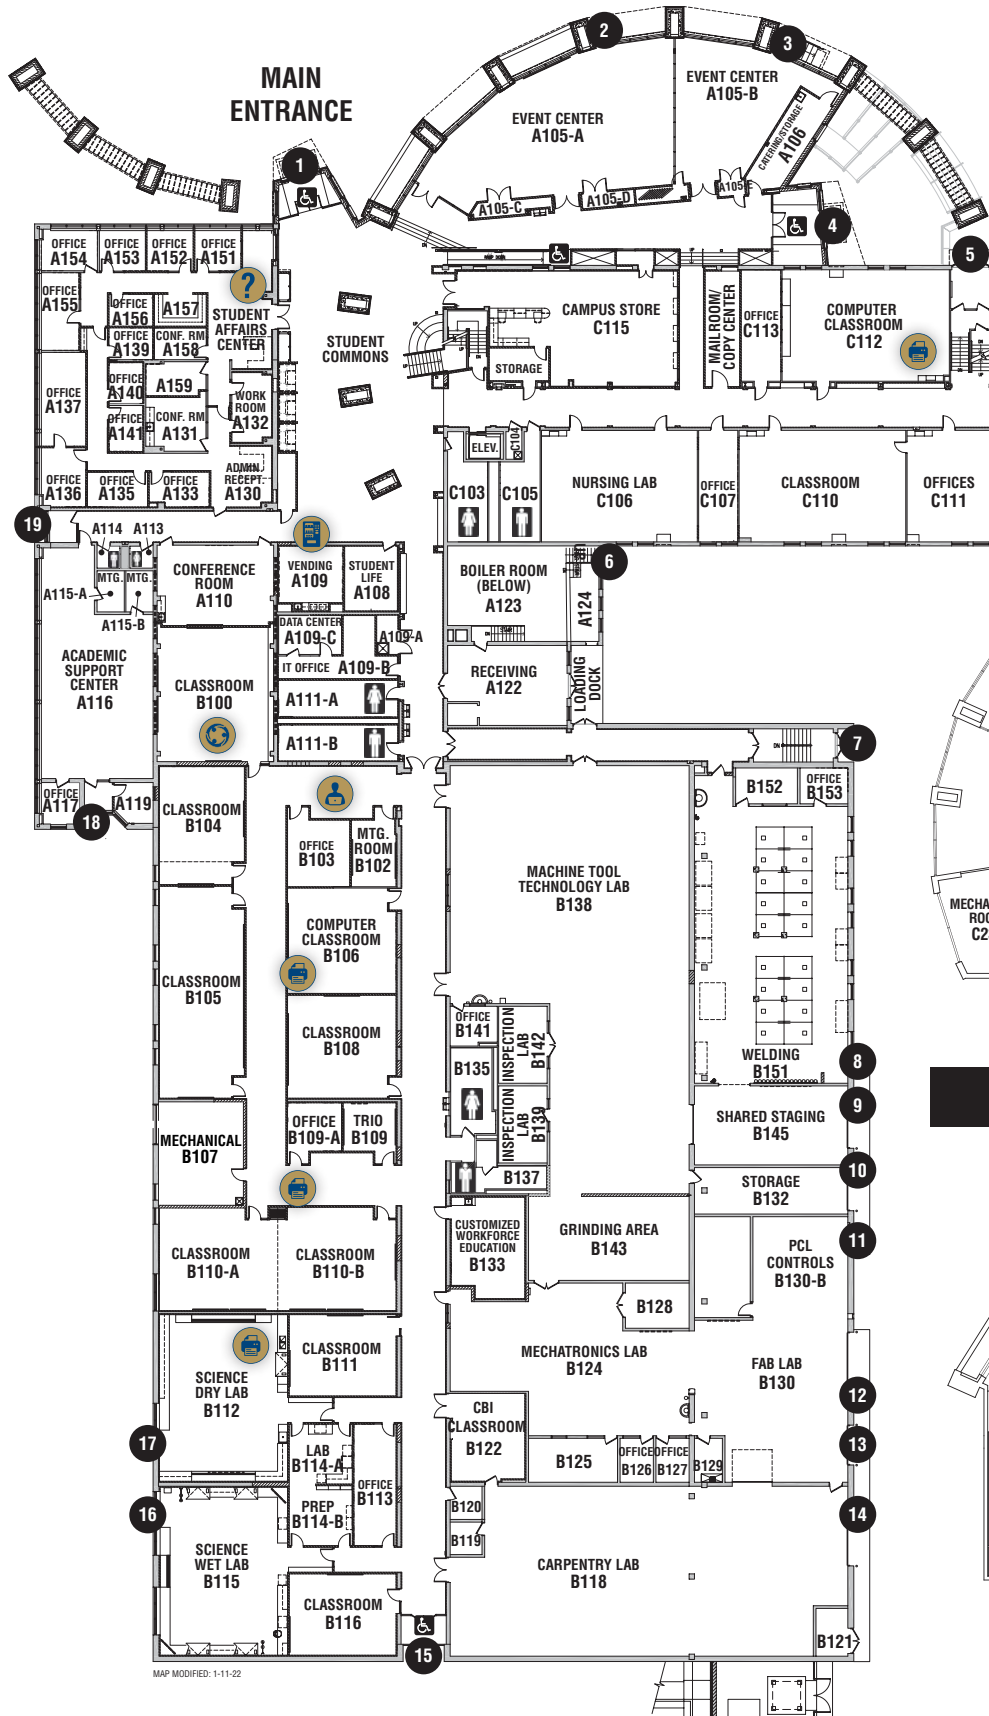 MAIN
ENTRANCE
1
2
3
4
5
EVENT CENTER
A105-A
EVENT CENTER
A105-B
CATERING/STORAGE
A106
A105-C
A105-D
A105-E
OFFICE
A154
OFFICE
A153
OFFICE
A152
OFFICE
A151
OFFICE
A155
OFFICE
A156
A157
?
STUDENT
AFFAIRS
CENTER
OFFICE
A139
CONF. RM
A158
OFFICE
A137
OFFICE
A140
A159
WORK
ROOM
A132
OFFICE
A141
CONF. RM
A131
OFFICE
A136
OFFICE
A135
OFFICE
A133
ADMIN
RECEPT.
A130
STUDENT
COMMONS
CAMPUS STORE
C115
STORAGE
MAILROOM/
COPY CENTER
OFFICE
C113
COMPUTER
CLASSROOM
C112
ELEV.
C104
C103
C105
NURSING LAB
C106
OFFICE
C107
CLASSROOM
C110
OFFICES
C111
19
A114
A113
MTG.
MTG.
A115-A
A115-B
CONFERENCE
ROOM
A110
VENDING
A109
STUDENT
LIFE
A108
DATA CENTER
A109-C
A109-A
IT OFFICE A109-B
A111-A
A111-B
ACADEMIC
SUPPORT
CENTER
A116
CLASSROOM
B100
BOILER ROOM
(BELOW)
A123
A124
6
RECEIVING
A122
LOADING
DOCK
7
OFFICE
A117
A119
18
CLASSROOM
B104
OFFICE
B103
MTG.
ROOM
B102
CLASSROOM
B105
COMPUTER
CLASSROOM
B106
CLASSROOM
B108
MECHANICAL
B107
OFFICE
B109-A
TRIO
B109
CLASSROOM
B110-A
CLASSROOM
B110-B
CLASSROOM
B111
SCIENCE
DRY LAB
B112
17
LAB
B114-A
OFFICE
B113
PREP
B114-B
16
SCIENCE
WET LAB
B115
CLASSROOM
B116
15
MACHINE TOOL
TECHNOLOGY LAB
B138
B152
OFFICE
B153
WELDING
B151
8
OFFICE
B141
INSPECTION
LAB
B142
B135
INSPECTION
LAB
B139
B137
SHARED STAGING
B145
9
STORAGE
B132
10
CUSTOMIZED
WORKFORCE
EDUCATION
B133
GRINDING AREA
B143
PCL
CONTROLS
B130-B
11
B128
MECHATRONICS LAB
B124
FAB LAB
B130
12
CBI
CLASSROOM
B122
B125
OFFICE
B126
OFFICE
B127
B129
13
B120
B119
14
CARPENTRY LAB
B118
B121
MECHA
ROO
C2
MAP MODIFIED: 1-11-22